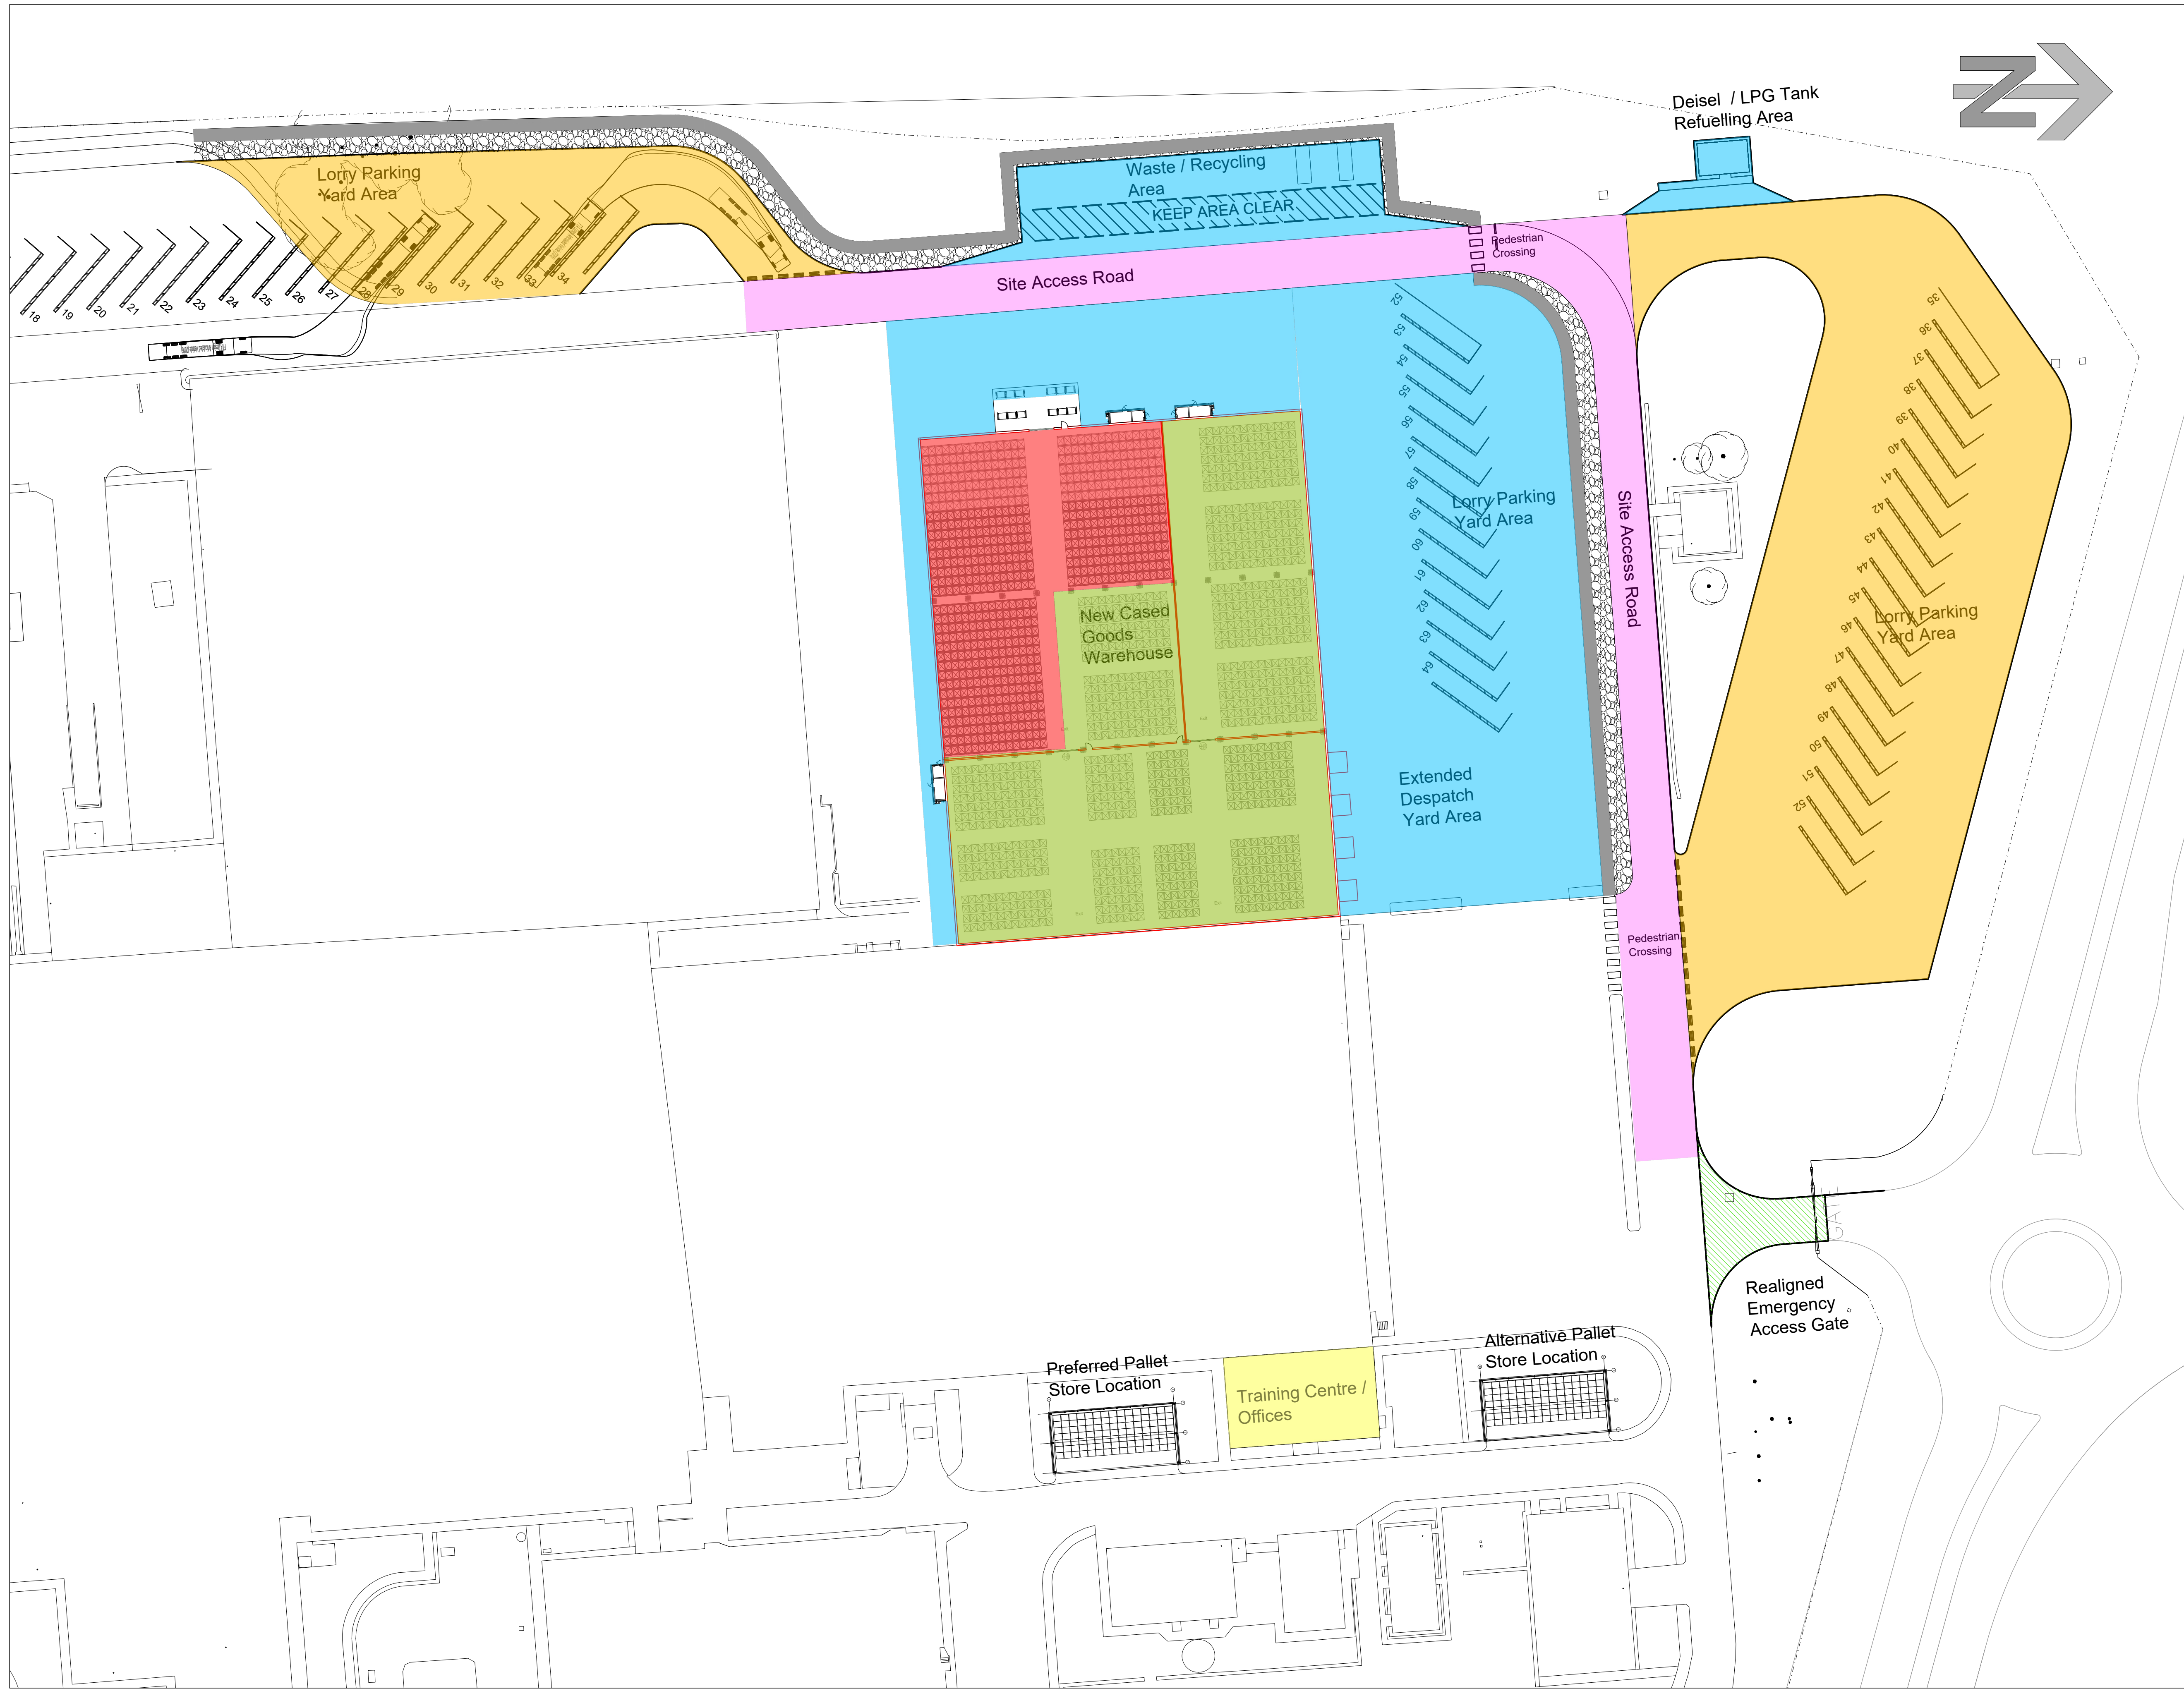 Deisel / LPG Tank
Refuelling Area
N
Lorry Parking
Yard Area
Waste / Recycling
Area
KEEP AREA CLEAR
Pedestrian
Crossing
Site Access Road
18
19
20
21
22
23
24
25
26
27
28
29
30
31
32
33
34
52
53
54
55
56
57
58
59
60
61
62
63
64
Lorry Parking
Yard Area
Site Access Road
35
36
37
38
39
40
41
42
43
44
45
46
47
48
49
50
51
52
Lorry Parking
Yard Area
New Cased
Goods
Warehouse
Extended
Despatch
Yard Area
Pedestrian
Crossing
GATE
Realigned
Emergency
Access Gate
Preferred Pallet
Store Location
Training Centre /
Offices
Alternative Pallet
Store Location